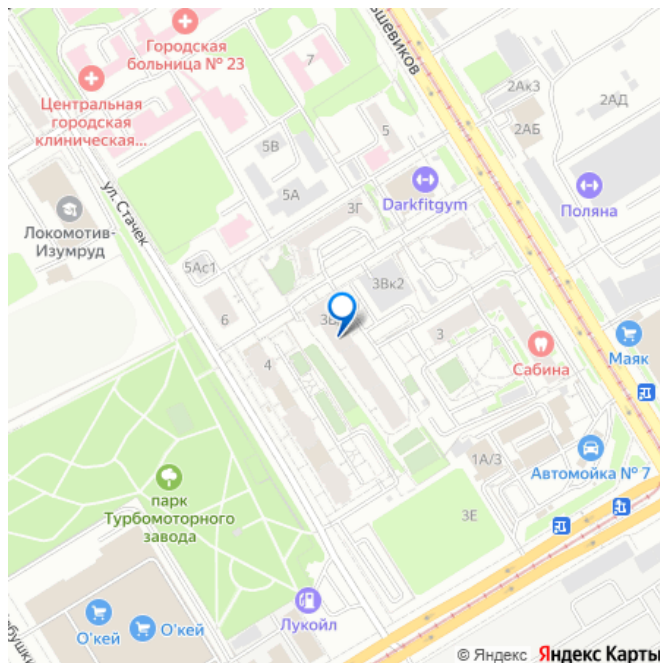 Городская
больница № 23
7
шевиков
2Ак3
2АД
2АБ
Центральная
городская
клиническая...
5В
5
5А
Darkfitgym
Поляна
ул. Стачек
3Г
Локомотив-
Изумруд
5Ас1
3Вк2
6
3
Маяк
4
Сабина
1А/3
Автомойка № 7
парк
Турбомоторного
завода
3Е
О'кей
О'кей
Лукойл
бушки
© Яндекс Яндекс Карты